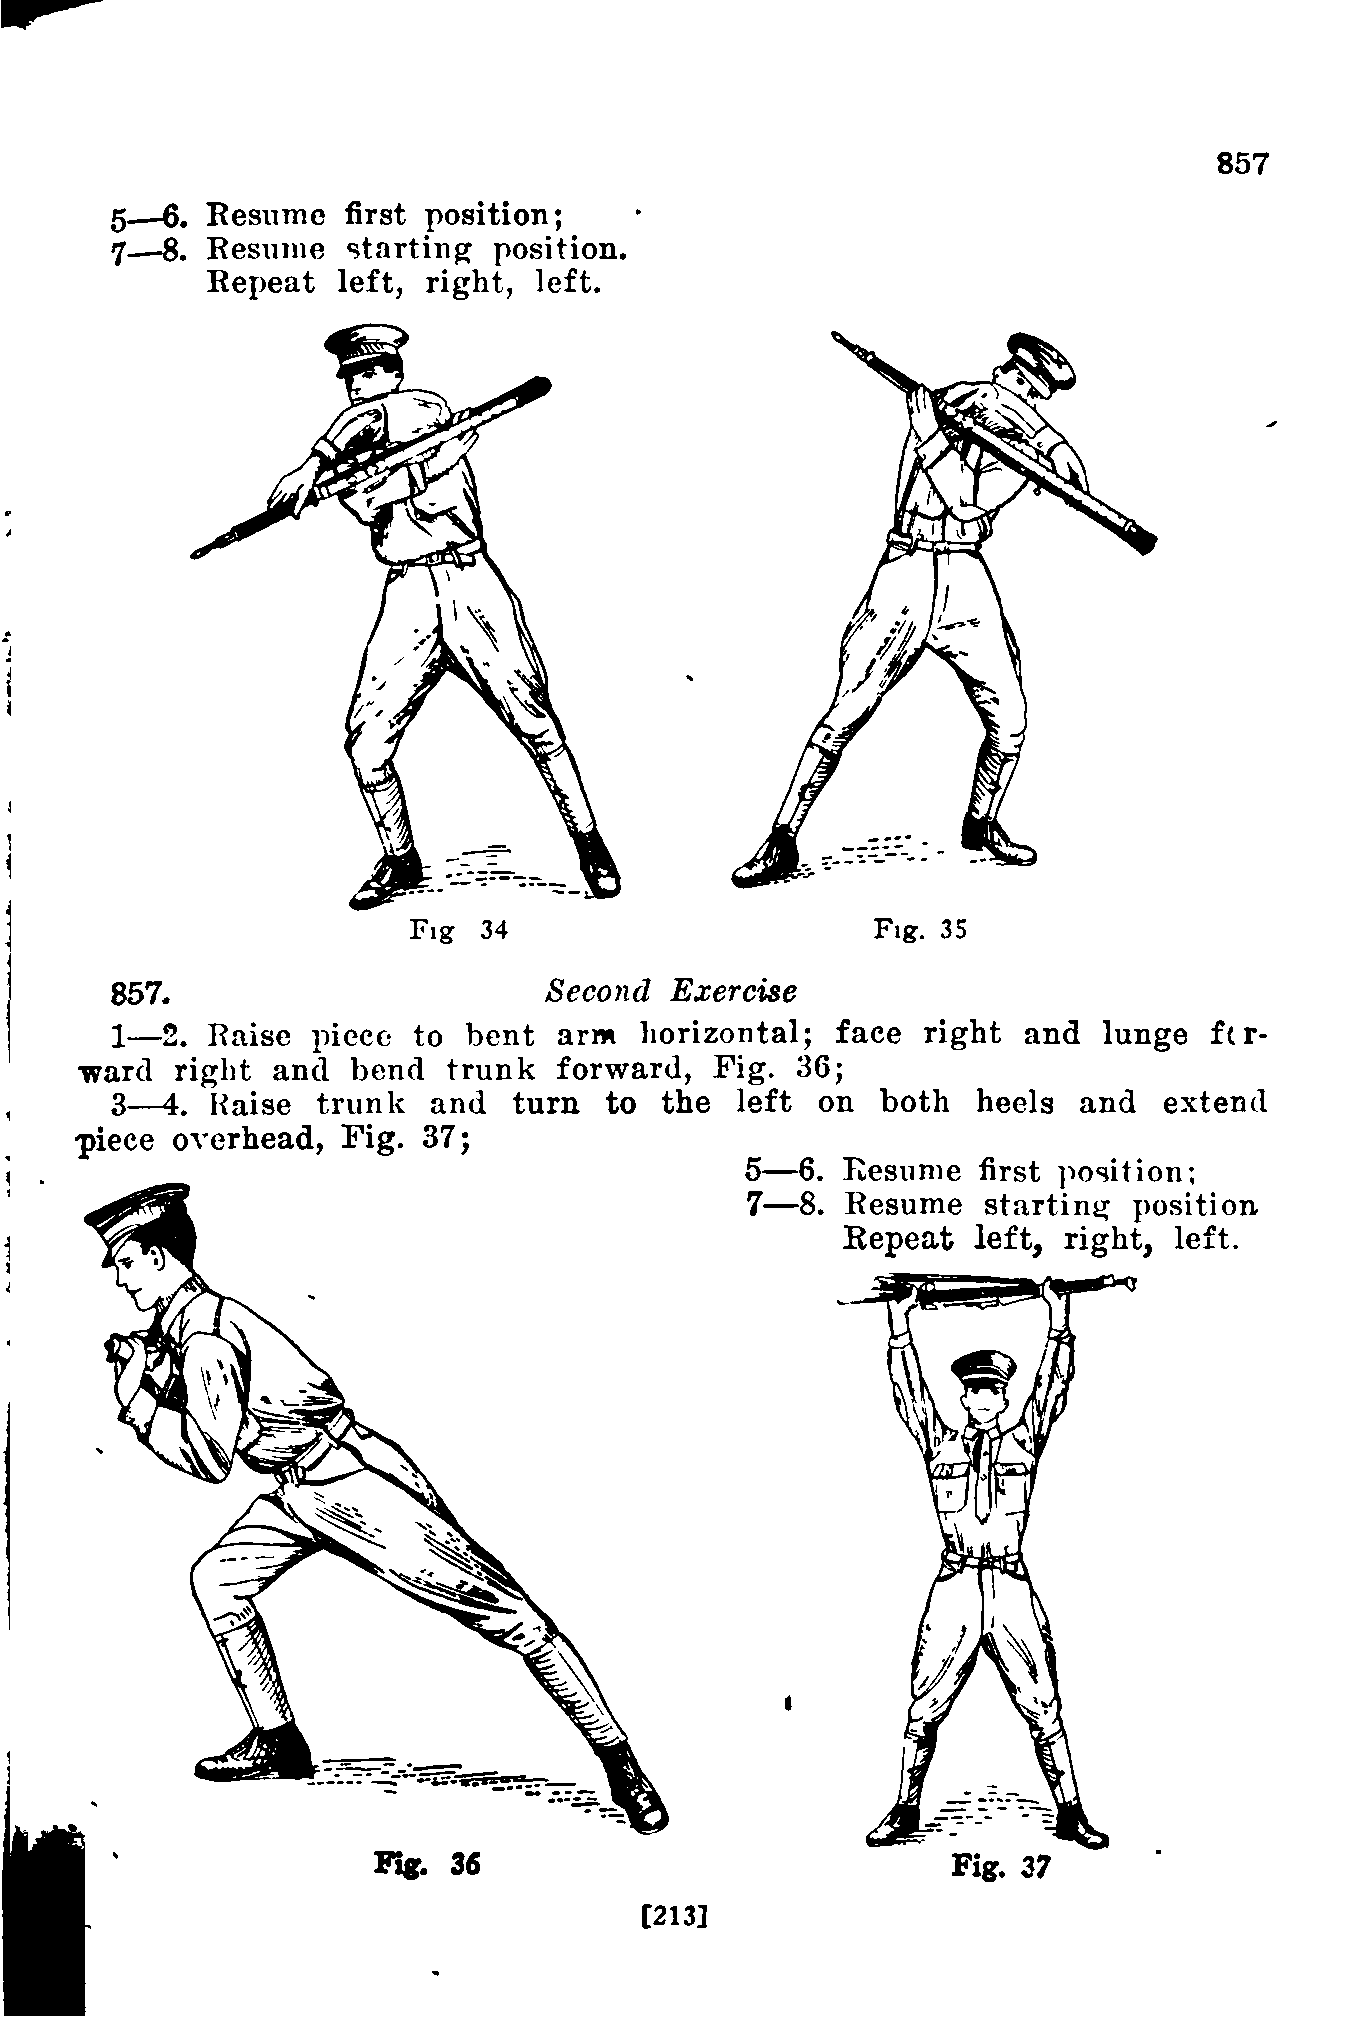 857
5—6. Resume first position;
7—8. Resume starting position.
Repeat left, right, left.
Fig 34
Fig. 35
857. Second Exercise
1—2. Raise piece to bent arm horizontal; face right and lunge for-
ward right and bend trunk forward, Fig. 36;
3—4. Raise trunk and turn to the left on both heels and extend
piece overhead, Fig. 37;
5—6. Resume first position;
7—8. Resume starting position
Repeat left, right, left.
Fig. 36
Fig. 37
[213]